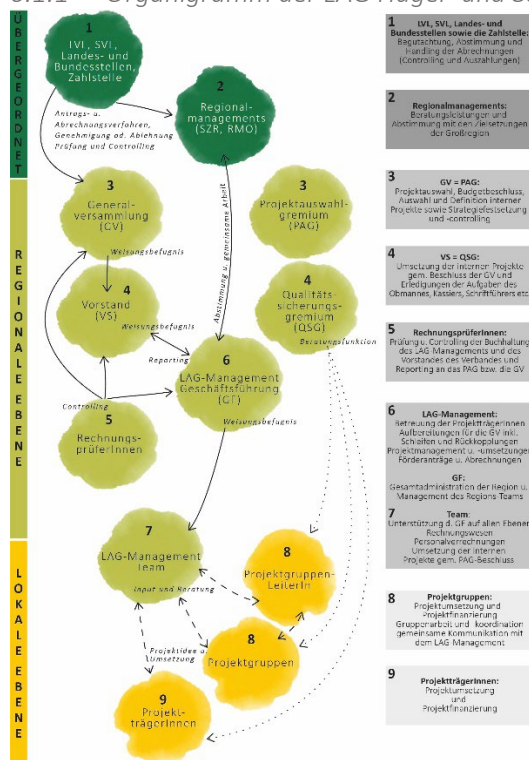 Organigramm der LAG Hügel- und
ÜBERGEORDNET
1
LVL, SVL,
Landes- und
Bundesstellen,
Zahlstelle
2
Regional-
managements
(SZR, RMO)
Antrags- u.
Abrechnungsverfahren,
Genehmigung od. Ablehnung
Prüfung und Controlling
REGIONALE EBENE
3
General-
versammlung
(GV)
3
Projektauswahl-
gremium
(PAG)
Weisungsbefugnis
Abstimmung u. gemeinsame Arbeit
4
Vorstand
(VS)
4
Qualitäts-
sicherungs-
gremium
(QSG)
Weisungsbefugnis
Reporting
Beratungsfunktion
6
LAG-Management
Geschäftsführung
(GF)
Controlling
Weisungsbefugnis
5
Rechnungs-
prüferInnen
7
LAG-Management
Team
LOKALE EBENE
8
Projektgruppen-
LeiterIn
Input und Beratung
8
Projektgruppen
Projektidee u.
Umsetzung
9
Projekt-
trägerInnen
1
LVL, SVL, Landes- und
Bundesstellen sowie die Zahlstelle:
Begutachtung, Abstimmung und
Handling der Abrechnungen
(Controlling und Auszahlungen)
2
Regionalmanagements:
Beratungsleistungen und
Abstimmung mit den Zielsetzungen
der Großregion
3
GV = PAG:
Projektauswahl, Budgetbeschluss,
Auswahl und Definition interner
Projekte sowie Strategiefestsetzung
und -controlling
4
VS = QSG:
Umsetzung der internen Projekte
gem. Beschluss der GV und
Erledigungen der Aufgaben des
Obmannes, Kassiers, Schriftführers etc.
5
RechnungsprüferInnen:
Prüfung u. Controlling der Buchhaltung
des LAG-Managements und des
Vorstandes des Verbandes und
Reporting an das PAG bzw. die GV
6
LAG-Management:
Betreuung der ProjektträgerInnen
Aufbereitungen für die GV inkl.
Schleifen und Rückkopplungen
Projektmanagement u. -umsetzungen
Förderanträge u. Abrechnungen
GF:
Gesamtadministration der Region u.
Management des Regions Teams
7
Team:
Unterstützung d. GF auf allen Ebenen
Rechnungswesen
Personalverrechnungen
Umsetzung der Internen
Projekte gem. PAG-Beschluss
8
Projektgruppen:
Projektumsetzung und
Projektfinanzierung
Gruppenarbeit und koordination
gemeinsame Kommunikation mit
dem LAG-Management
9
ProjektträgerInnen:
Projektumsetzung
und
Projektfinanzierung